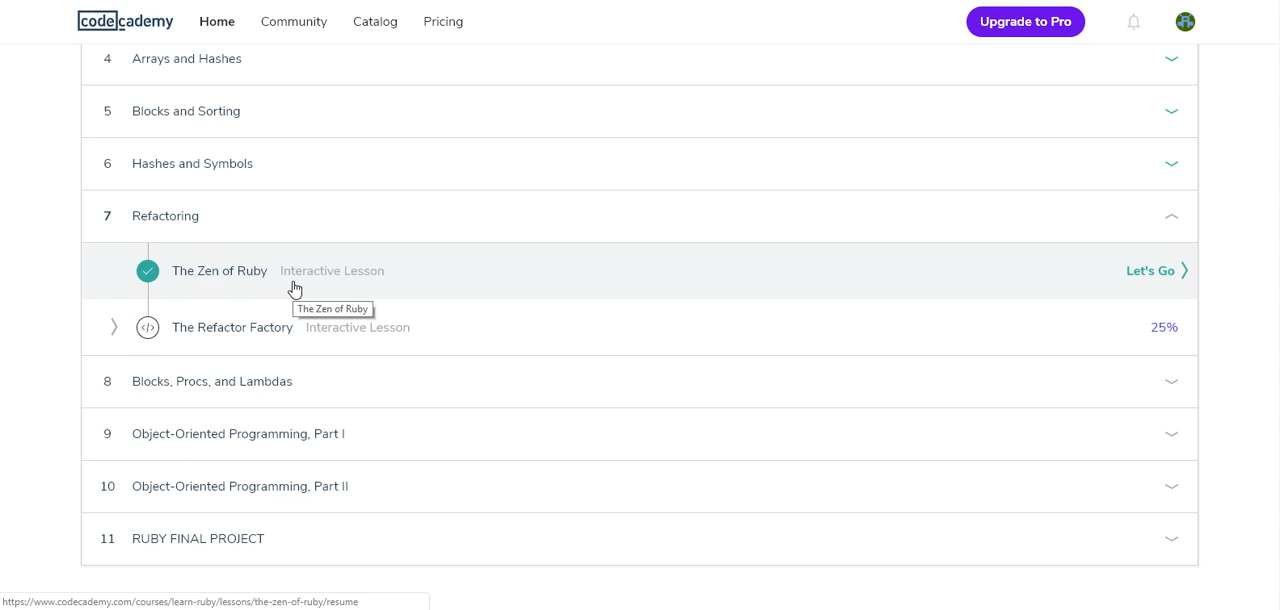 codecademy Home Community Catalog Pricing Upgrade to Pro
4 Arrays and Hashes
5 Blocks and Sorting
6 Hashes and Symbols
7 Refactoring
The Zen of Ruby Interactive Lesson Let's Go
The Zen of Ruby
The Refactor Factory Interactive Lesson 25%
8 Blocks, Procs, and Lambdas
9 Object-Oriented Programming, Part I
10 Object-Oriented Programming, Part II
11 RUBY FINAL PROJECT
https://www.codecademy.com/courses/learn-ruby/lessons/the-zen-of-ruby/resume